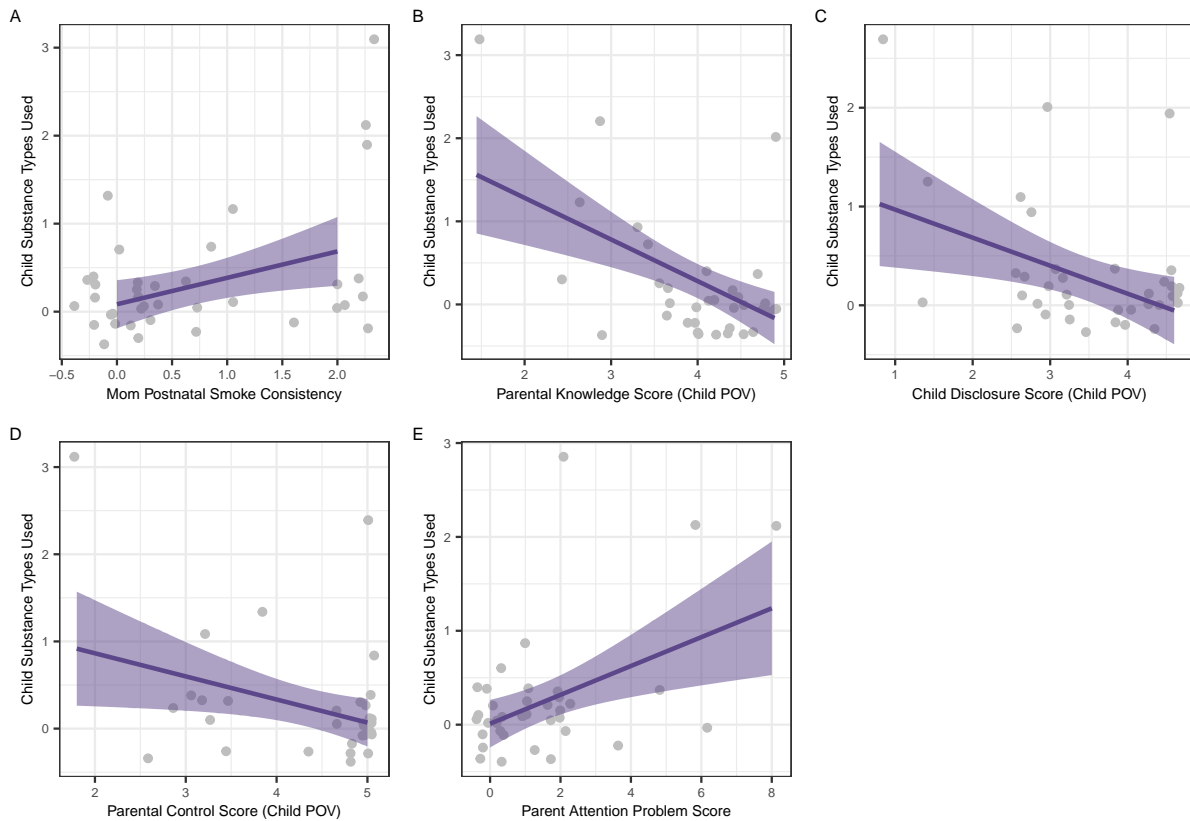 A
Child Substance Types Used
3
2
1
0
−0.5 0.0 0.5 1.0 1.5 2.0
Mom Postnatal Smoke Consistency
B
Child Substance Types Used
3
2
1
0
2 3 4 5
Parental Knowledge Score (Child POV)
C
Child Substance Types Used
2
1
0
1 2 3 4
Child Disclosure Score (Child POV)
D
Child Substance Types Used
3
2
1
0
2 3 4 5
Parental Control Score (Child POV)
E
Child Substance Types Used
3
2
1
0
0 2 4 6 8
Parent Attention Problem Score